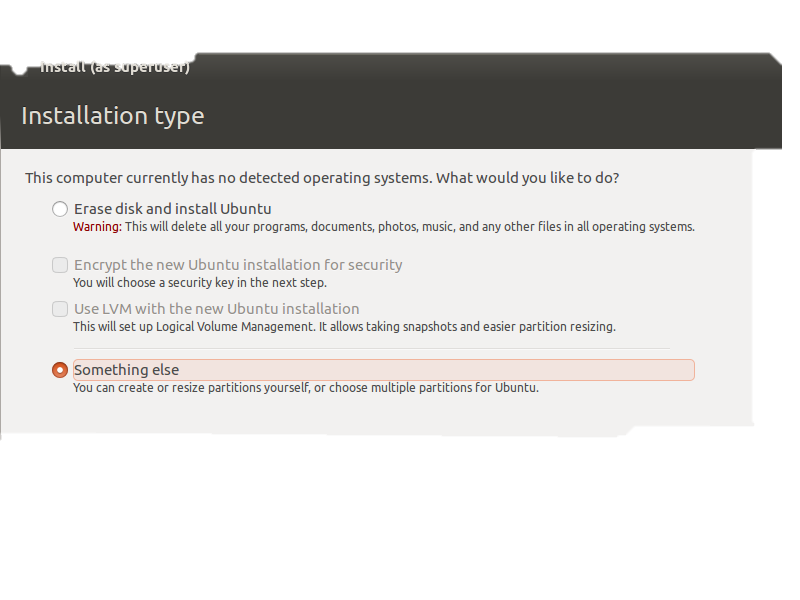 Install (as superuser)
Installation type
This computer currently has no detected operating systems. What would you like to do?
Erase disk and install Ubuntu
Warning: This will delete all your programs, documents, photos, music, and any other files in all operating systems.
Encrypt the new Ubuntu installation for security
You will choose a security key in the next step.
Use LVM with the new Ubuntu installation
This will set up Logical Volume Management. It allows taking snapshots and easier partition resizing.
Something else
You can create or resize partitions yourself, or choose multiple partitions for Ubuntu.